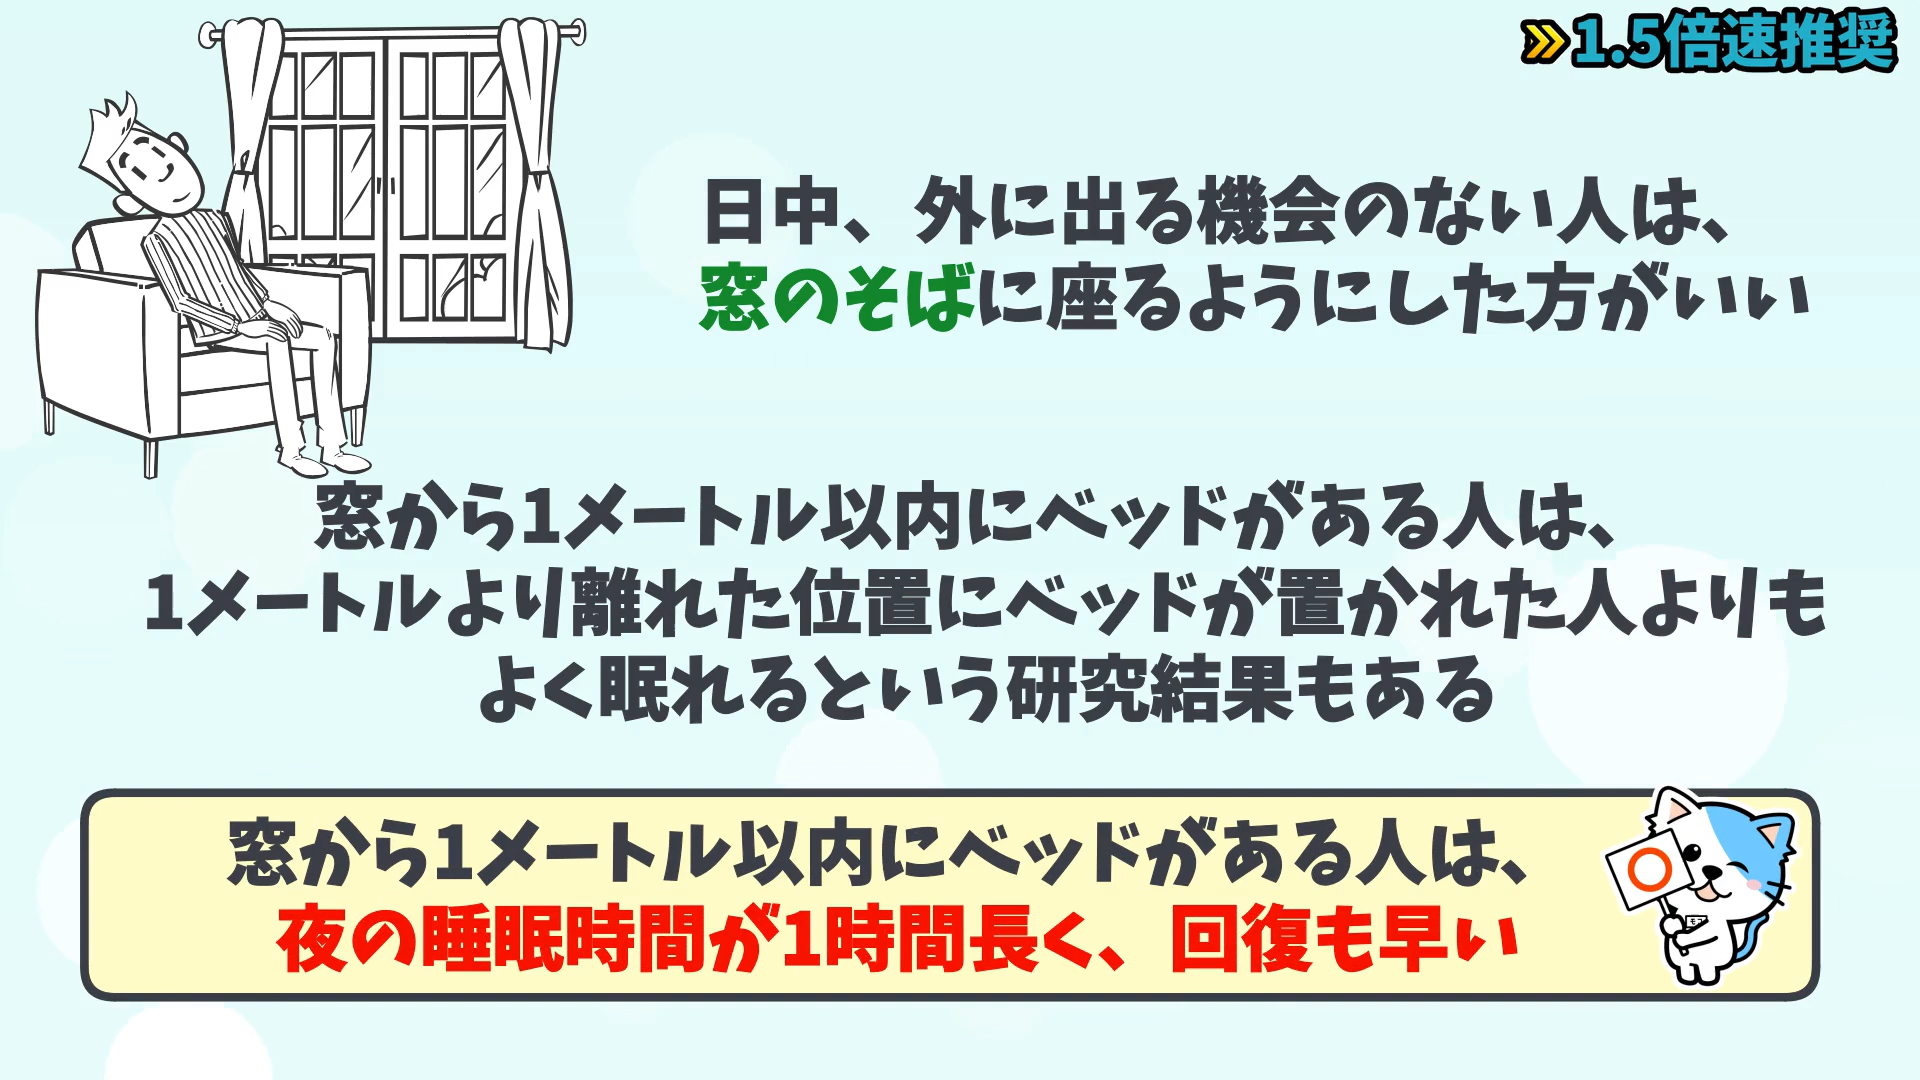 1.5倍速推奨
日中、外に出る機会のない人は、
窓のそばに座るようにした方がいい
窓から1メートル以内にベッドがある人は、
1メートルより離れた位置にベッドが置かれた人よりも
よく眠れるという研究結果もある
窓から1メートル以内にベッドがある人は、
夜の睡眠時間が1時間長く、回復も早い
モコ